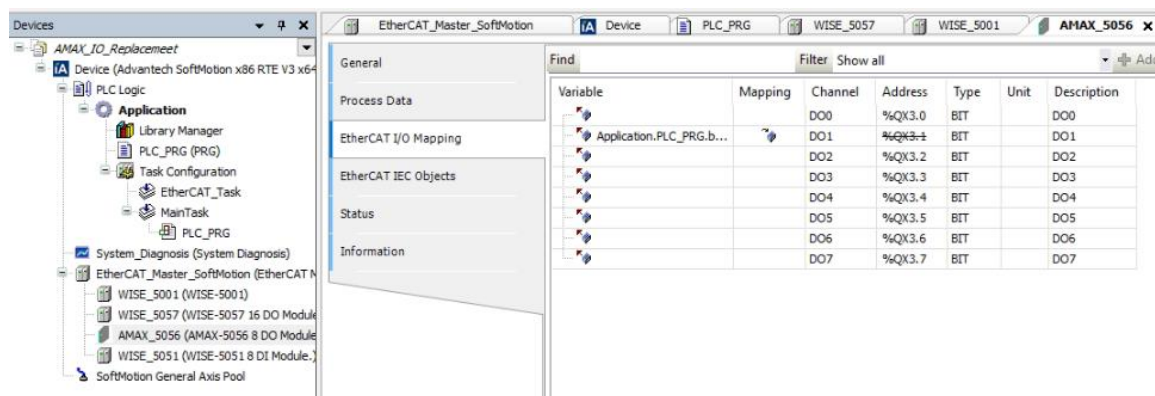 Devices
AMAX_IO_Replacemeet
Device (Advantech SoftMotion x86 RTE V3 x64
PLC Logic
Application
Library Manager
PLC_PRG (PRG)
Task Configuration
EtherCAT_Task
MainTask
PLC_PRG
System_Diagnosis (System Diagnosis)
EtherCAT_Master_SoftMotion (EtherCAT M
WISE_5001 (WISE-5001)
WISE_5057 (WISE-5057 16 DO Module
AMAX_5056 (AMAX-5056 8 DO Module
WISE_5051 (WISE-5051 8 DI Module.)
SoftMotion General Axis Pool
EtherCAT_Master_SoftMotion Device PLC_PRG WISE_5057 WISE_5001 AMAX_5056
General
Process Data
EtherCAT I/O Mapping
EtherCAT IEC Objects
Status
Information
Find Filter Show all Add
Variable Mapping Channel Address Type Unit Description
DO0 %QX3.0 BIT DO0
Application.PLC_PRG.b... DO1 %QX3.1 BIT DO1
DO2 %QX3.2 BIT DO2
DO3 %QX3.3 BIT DO3
DO4 %QX3.4 BIT DO4
DO5 %QX3.5 BIT DO5
DO6 %QX3.6 BIT DO6
DO7 %QX3.7 BIT DO7